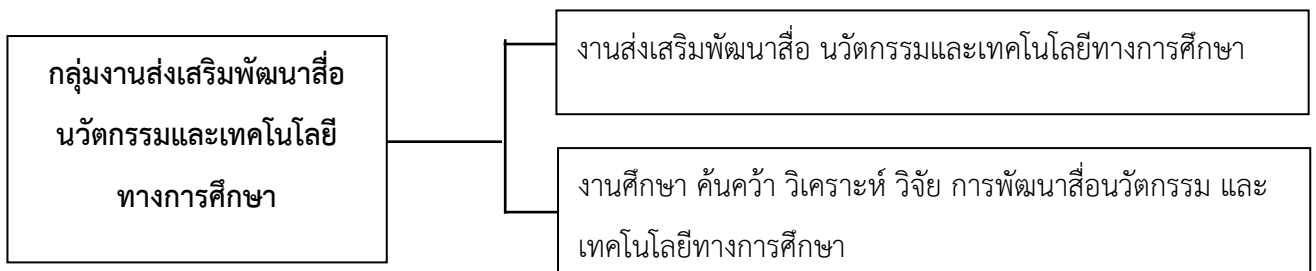 กลุ่มงานส่งเสริมพัฒนาสื่อ
นวัตกรรมและเทคโนโลยี
ทางการศึกษา
งานส่งเสริมพัฒนาสื่อ นวัตกรรมและเทคโนโลยีทางการศึกษา
งานศึกษา ค้นคว้า วิเคราะห์ วิจัย การพัฒนาสื่อนวัตกรรม และ
เทคโนโลยีทางการศึกษา